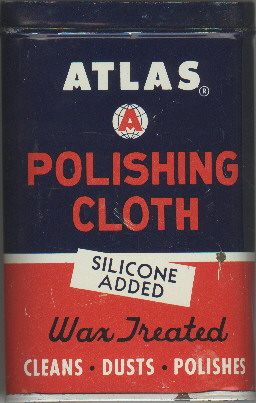 ATLAS®
A
POLISHING
CLOTH
SILICONE
ADDED
Wax Treated
CLEANS · DUSTS · POLISHES